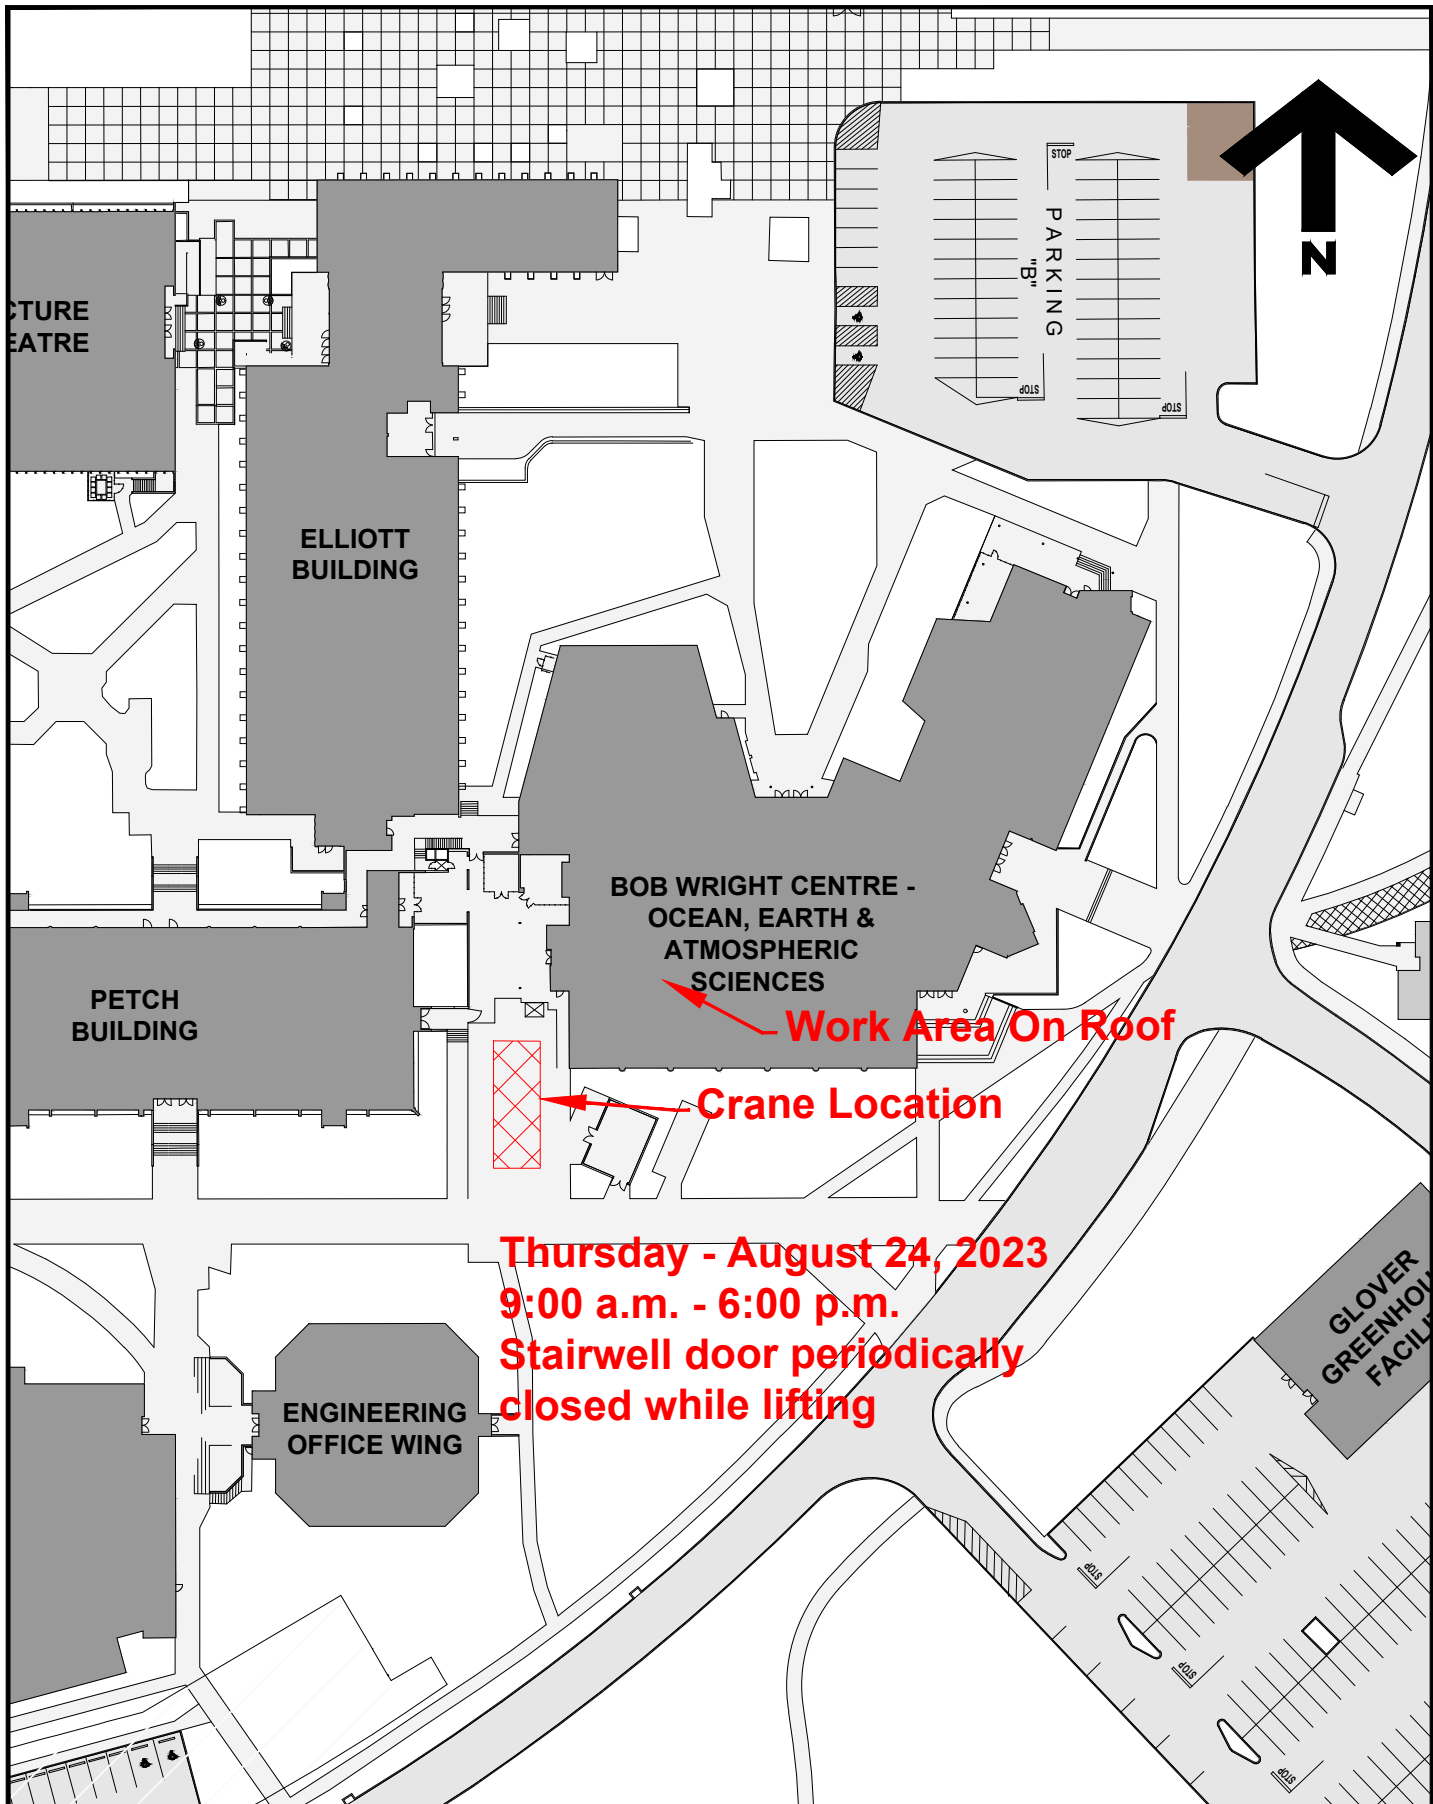 N
STOP
PARKING
"B"
STOP
STOP
CTURE
EATRE
ELLIOTT
BUILDING
BOB WRIGHT CENTRE -
OCEAN, EARTH &
ATMOSPHERIC
SCIENCES
PETCH
BUILDING
Work Area On Roof
Crane Location
Thursday - August 24, 2023
9:00 a.m. - 6:00 p.m.
Stairwell door periodically
closed while lifting
GLOVER
GREENHOU
FACILI
ENGINEERING
OFFICE WING
STOP
STOP
STOP